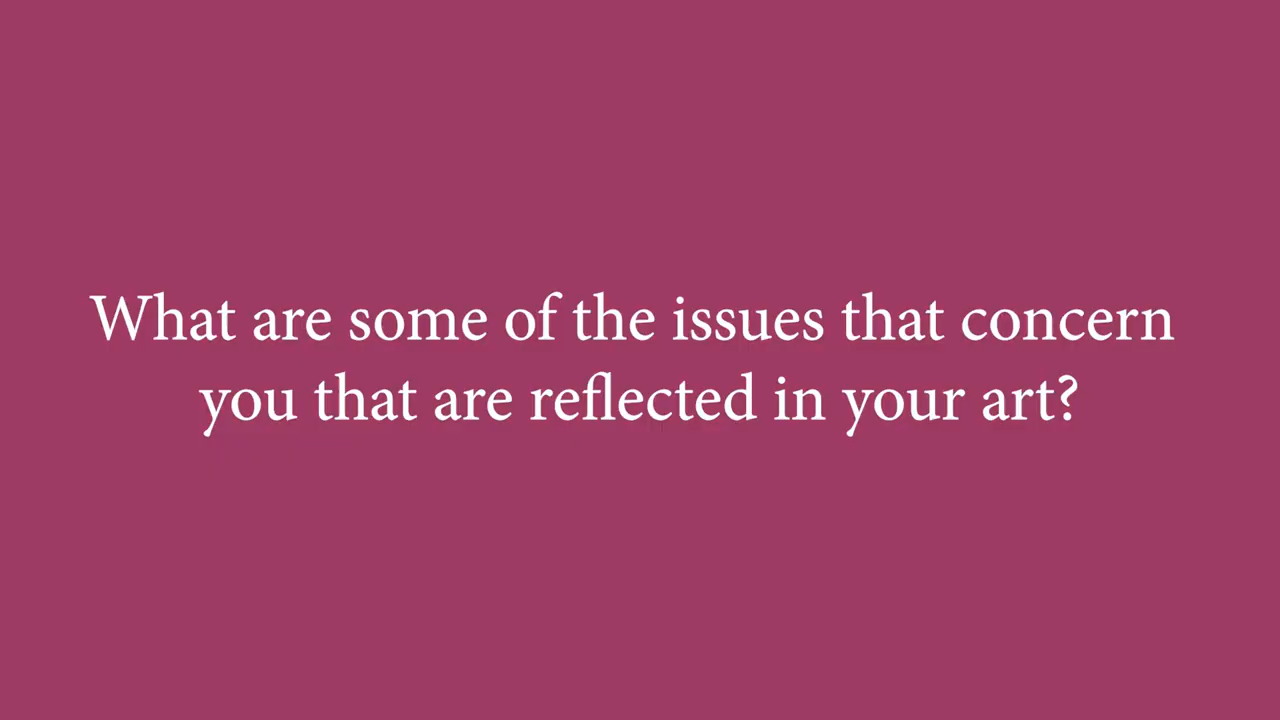 What are some of the issues that concern
you that are reflected in your art?